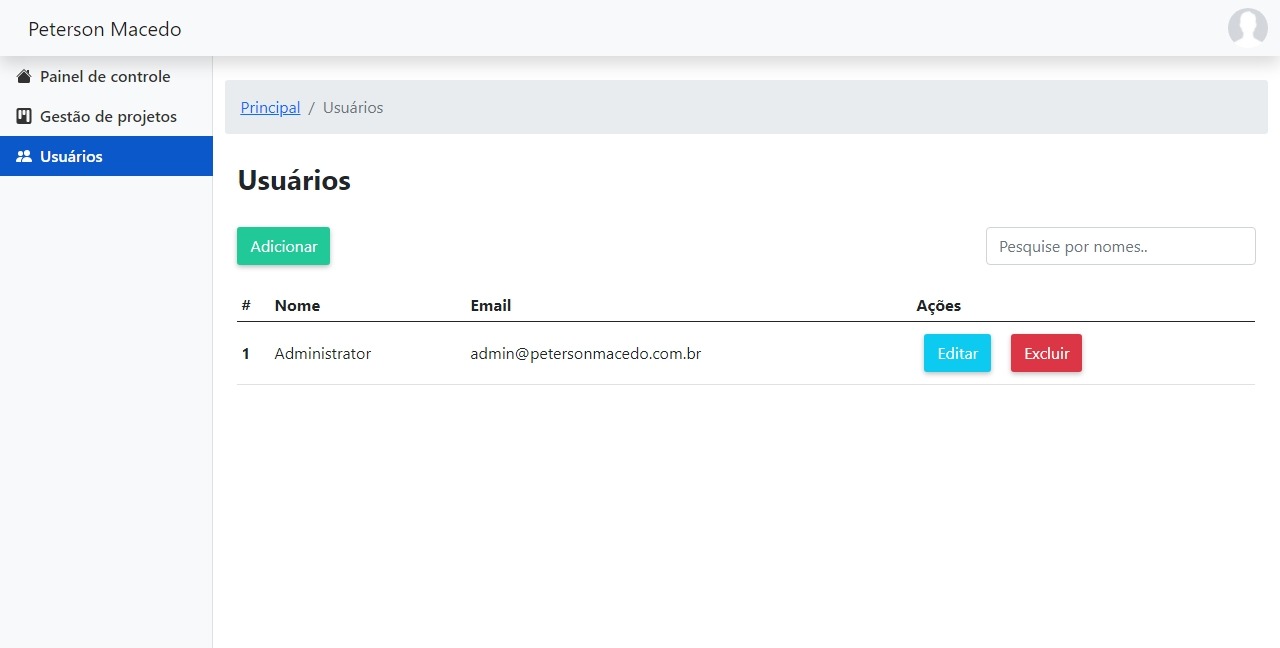 Peterson Macedo
Painel de controle
Gestão de projetos
Usuários
Principal / Usuários
Usuários
Adicionar
Pesquise por nomes..
# Nome Email Ações
1 Administrator admin@petersonmacedo.com.br Editar Excluir